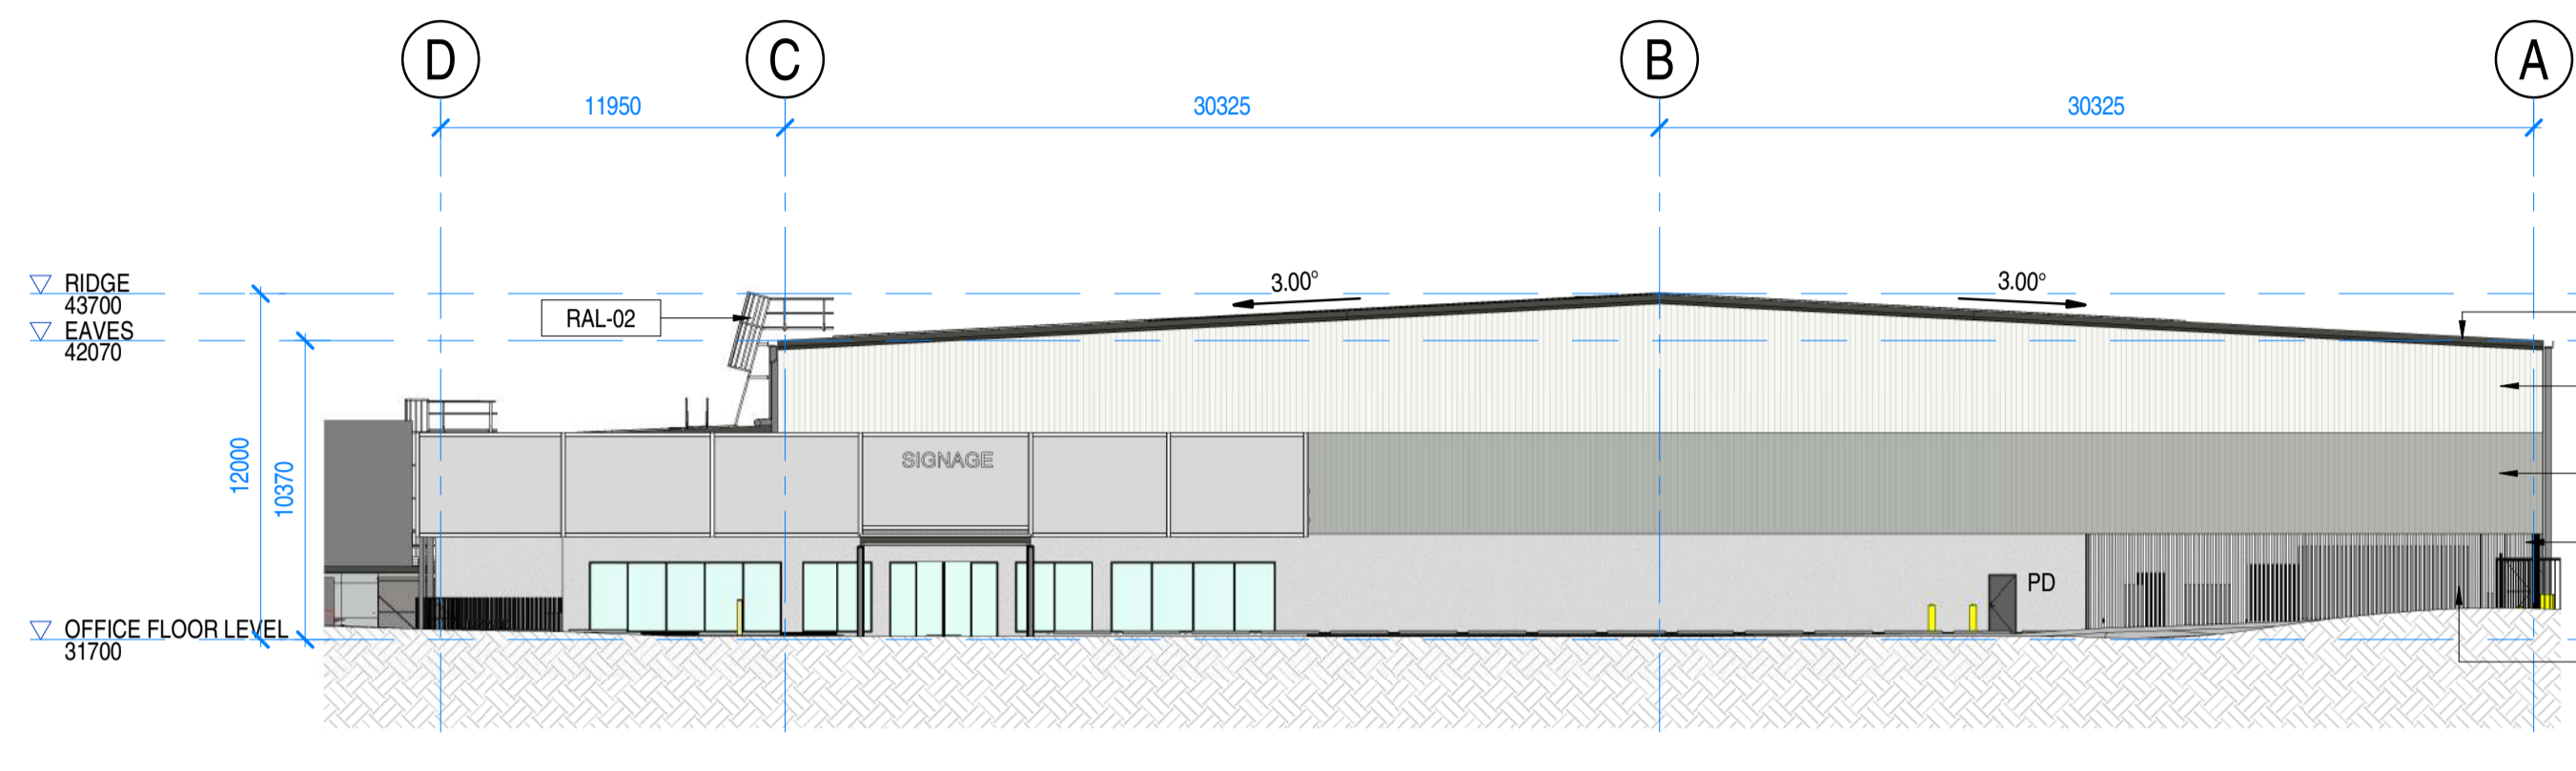 D
C
B
A
11950
30325
30325
RIDGE
43700
EAVES
42070
RAL-02
3.00°
3.00°
12000
10370
SIGNAGE
PD
OFFICE FLOOR LEVEL
31700